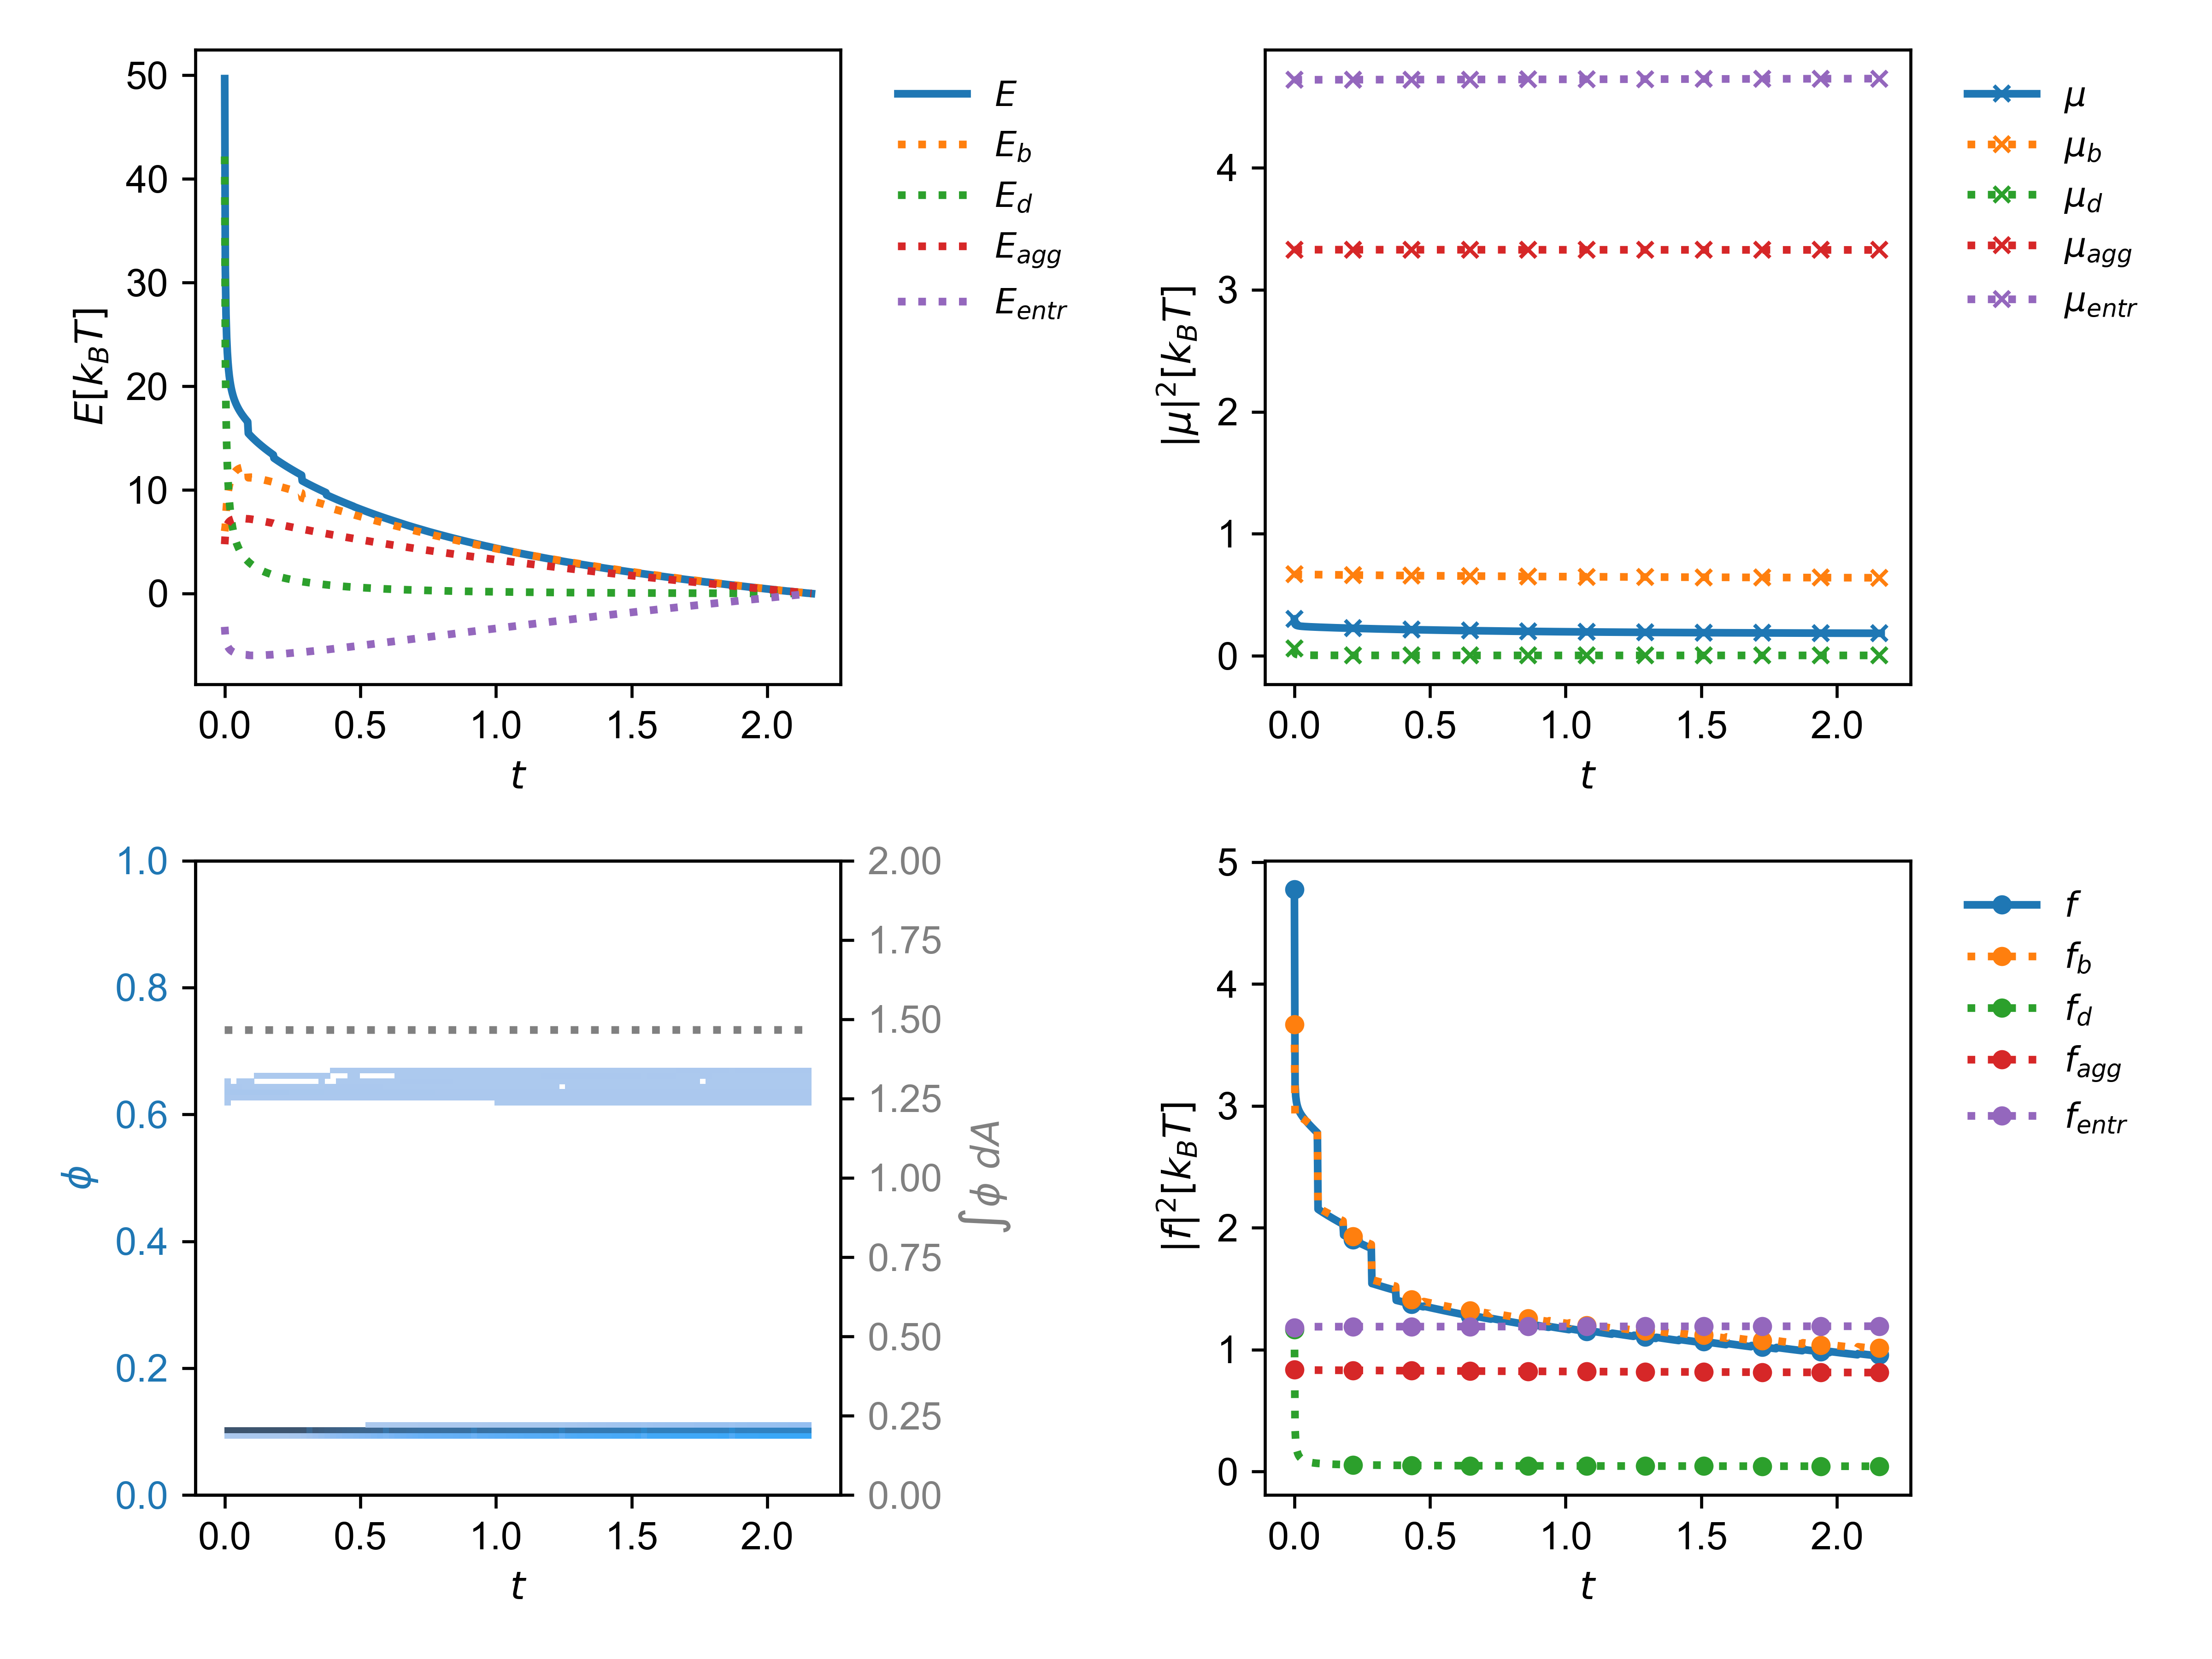 50
40
30
20
10
0
E[k_BT]
0.0 0.5 1.0 1.5 2.0
t
E
E_b
E_d
E_agg
E_entr
4
3
2
1
0
|μ|²[k_BT]
0.0 0.5 1.0 1.5 2.0
t
μ
μ_b
μ_d
μ_agg
μ_entr
1.0
0.8
0.6
0.4
0.2
0.0
ϕ
0.0 0.5 1.0 1.5 2.0
t
2.00
1.75
1.50
1.25
1.00
0.75
0.50
0.25
0.00
∫ϕ dA
5
4
3
2
1
0
|f|²[k_BT]
0.0 0.5 1.0 1.5 2.0
t
f
f_b
f_d
f_agg
f_entr